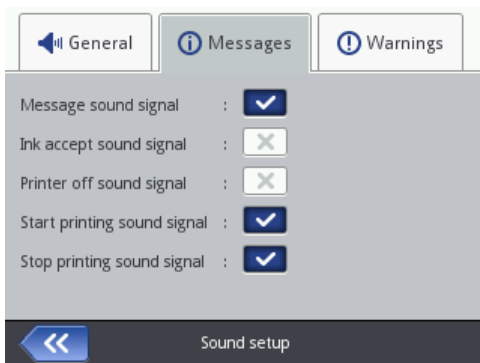 General
Messages
Warnings
Message sound signal :
Ink accept sound signal :
Printer off sound signal :
Start printing sound signal :
Stop printing sound signal :
Sound setup